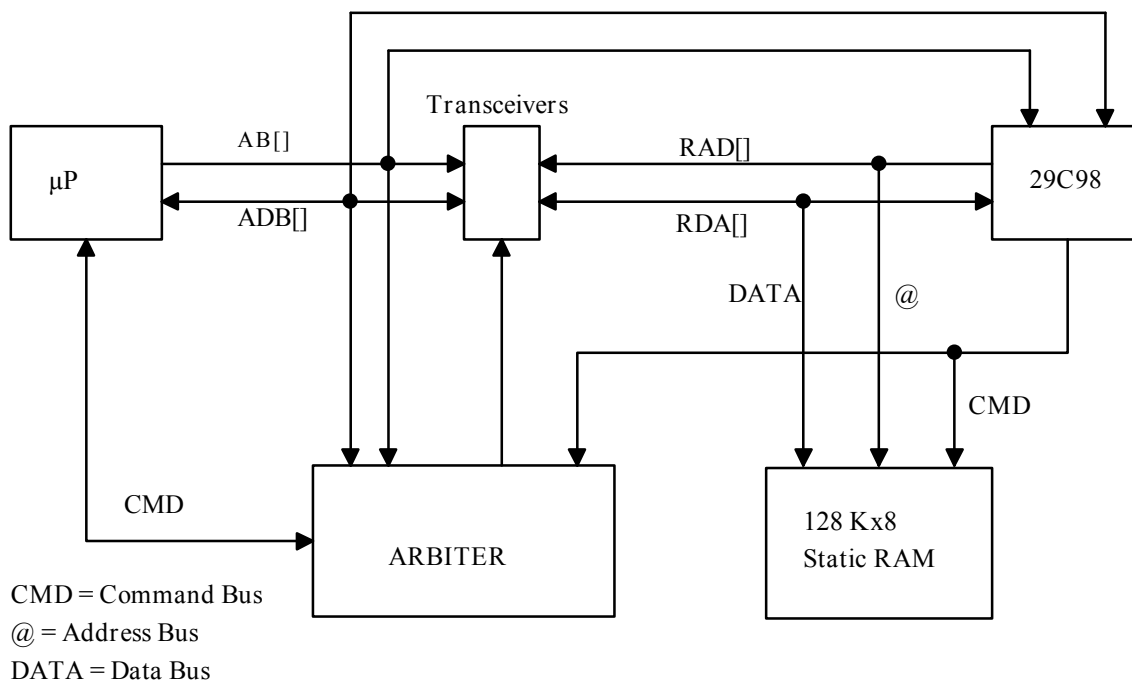 Transceivers
AB[]
RAD[]
μP
29C98
ADB[]
RDA[]
DATA
@
CMD
CMD
128 Kx8
Static RAM
ARBITER
CMD = Command Bus
@ = Address Bus
DATA = Data Bus